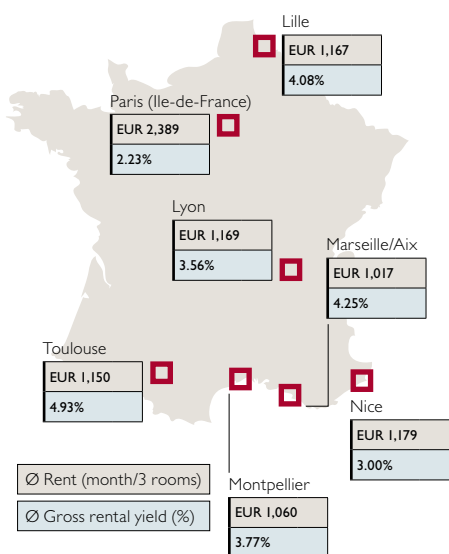 Lille
EUR 1,167
4.08%
Paris (Ile-de-France)
EUR 2,389
2.23%
Lyon
EUR 1,169
3.56%
Marseille/Aix
EUR 1,017
4.25%
Toulouse
EUR 1,150
4.93%
Nice
EUR 1,179
3.00%
Montpellier
EUR 1,060
3.77%
Ø Rent (month/3 rooms)
Ø Gross rental yield (%)